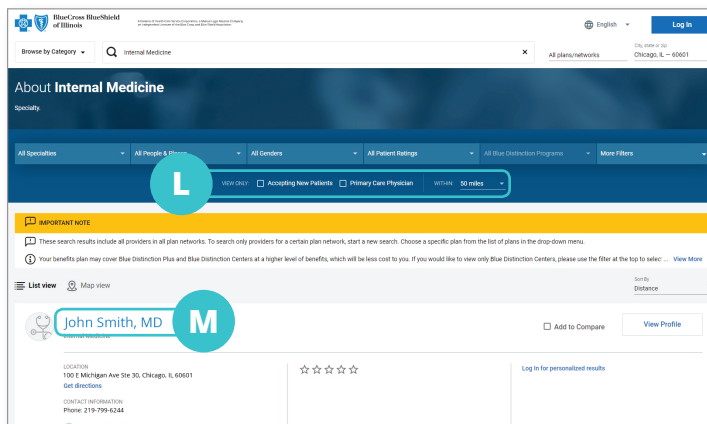 BlueCross BlueShield
of Illinois
English
Log In
Browse by Category
Internal Medicine
×
All plans/networks
City, state or zip
Chicago, IL – 60601
About Internal Medicine
Specialty.
All Specialties
All People & Places
All Genders
All Patient Ratings
All Blue Distinction Programs
More Filters
L
VIEW ONLY:
Accepting New Patients
Primary Care Physician
WITHIN:
50 miles
IMPORTANT NOTE
These search results include all providers in all plan networks. To search only providers for a certain plan network, start a new search. Choose a specific plan from the list of plans in the drop-down menu.
Your benefits plan may cover Blue Distinction Plus and Blue Distinction Centers at a higher level of benefits, which will be less cost to you. If you would like to view only Blue Distinction Centers, please use the filter at the top to selec ... View More
List view
Map view
Sort By
Distance
John Smith, MD
M
Internal Medicine
Add to Compare
View Profile
LOCATION
100 E Michigan Ave Ste 30, Chicago, IL 60601
Get directions
CONTACT INFORMATION
Phone: 219-799-6244
Log In for personalized results